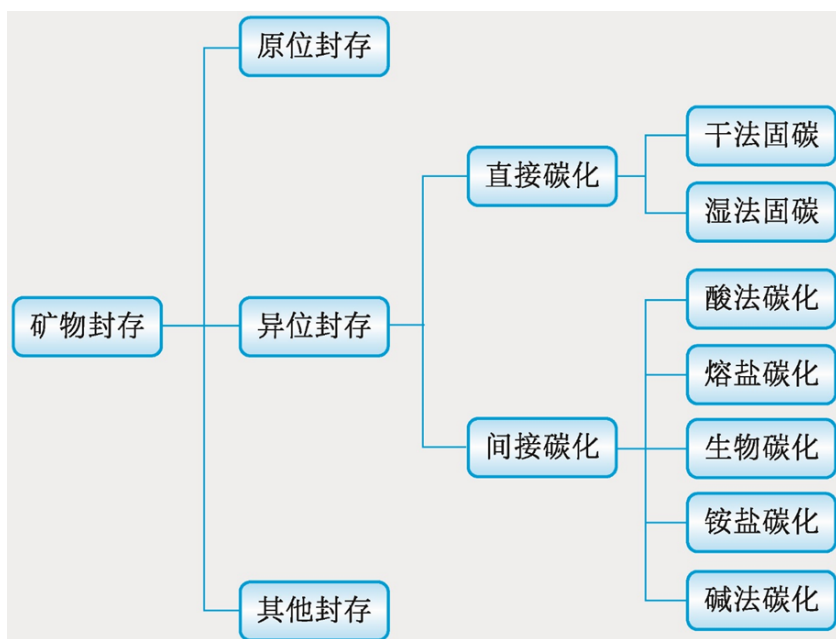 矿物封存
原位封存
异位封存
其他封存
直接碳化
间接碳化
干法固碳
湿法固碳
酸法碳化
熔盐碳化
生物碳化
铵盐碳化
碱法碳化